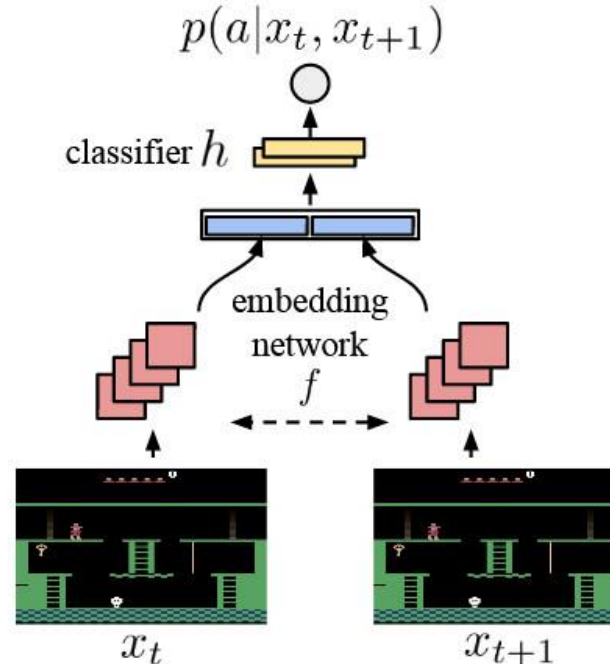 p(a|x_t, x_{t+1})
classifier h
embedding
network
f
x_t
x_{t+1}